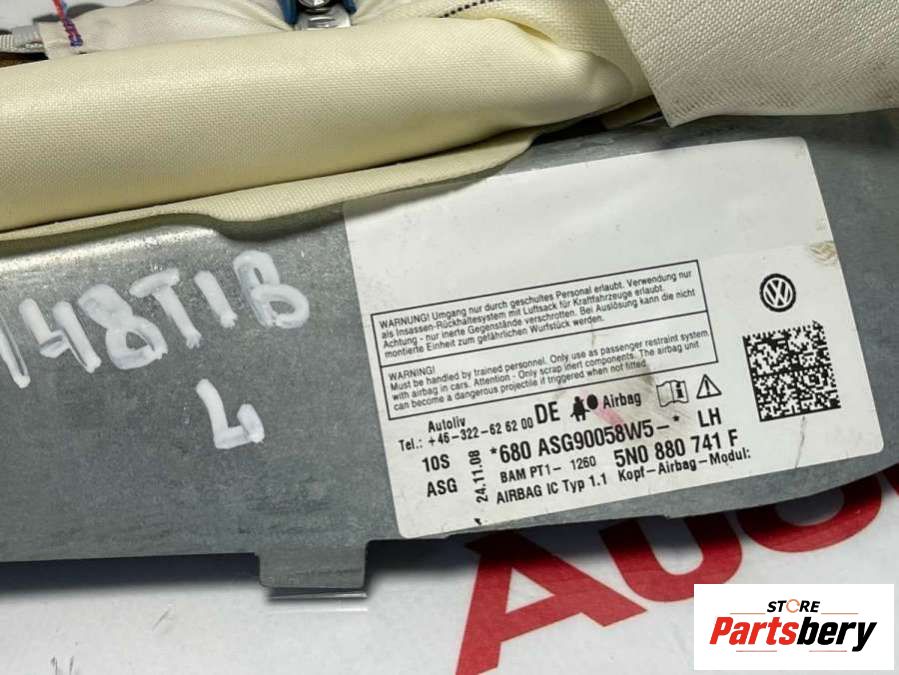 148T1B
L
WARNUNG! Umgang nur durch geschultes Personal erlaubt. Verwendung nur
als Insassen-Rückhaltesystem mit Luftsack für Kraftfahrzeuge erlaubt.
Achtung - nur inerte Gegenstände verschrotten. Bei Auslösung kann die nicht
montierte Einheit zum gefährlichen Wurfstück werden.
WARNING!
Must be handled by trained personnel. Only use as passenger restraint system
with airbag in cars. Attention - Only scrap inert components. The airbag unit
can become a dangerous projectile if triggered when not fitted
Autoliv
Tel.: +46-322-62 62 00 DE Airbag
10S *680 ASG90058W5-* LH
ASG 24.11.08 BAM PT1- 1260 5N0 880 741 F
AIRBAG IC Typ 1.1 Kopf-Airbag-Modul:
AUTO
STORE
Partsbery